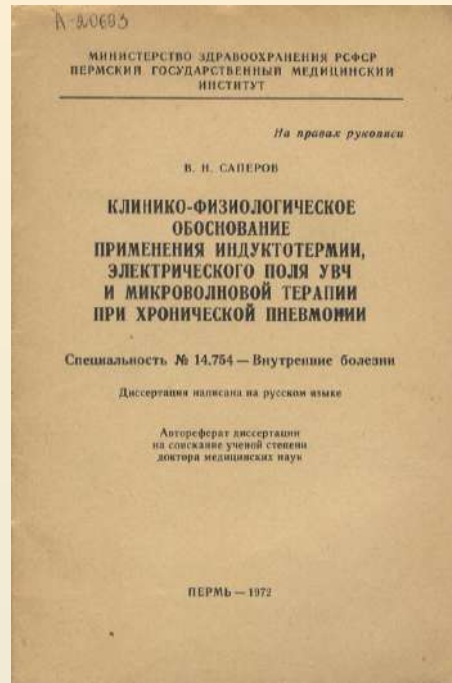 А-20693
МИНИСТЕРСТВО ЗДРАВООХРАНЕНИЯ РСФСР
ПЕРМСКИЙ ГОСУДАРСТВЕННЫЙ МЕДИЦИНСКИЙ
ИНСТИТУТ
На правах рукописи
В. Н. САПЕРОВ
КЛИНИКО-ФИЗИОЛОГИЧЕСКОЕ
ОБОСНОВАНИЕ
ПРИМЕНЕНИЯ ИНДУКТОТЕРМИИ,
ЭЛЕКТРИЧЕСКОГО ПОЛЯ УВЧ
И МИКРОВОЛНОВОЙ ТЕРАПИИ
ПРИ ХРОНИЧЕСКОЙ ПНЕВМОНИИ
Специальность № 14.754 — Внутренние болезни
Диссертация написана на русском языке
Автореферат диссертации
на соискание ученой степени
доктора медицинских наук
ПЕРМЬ — 1972